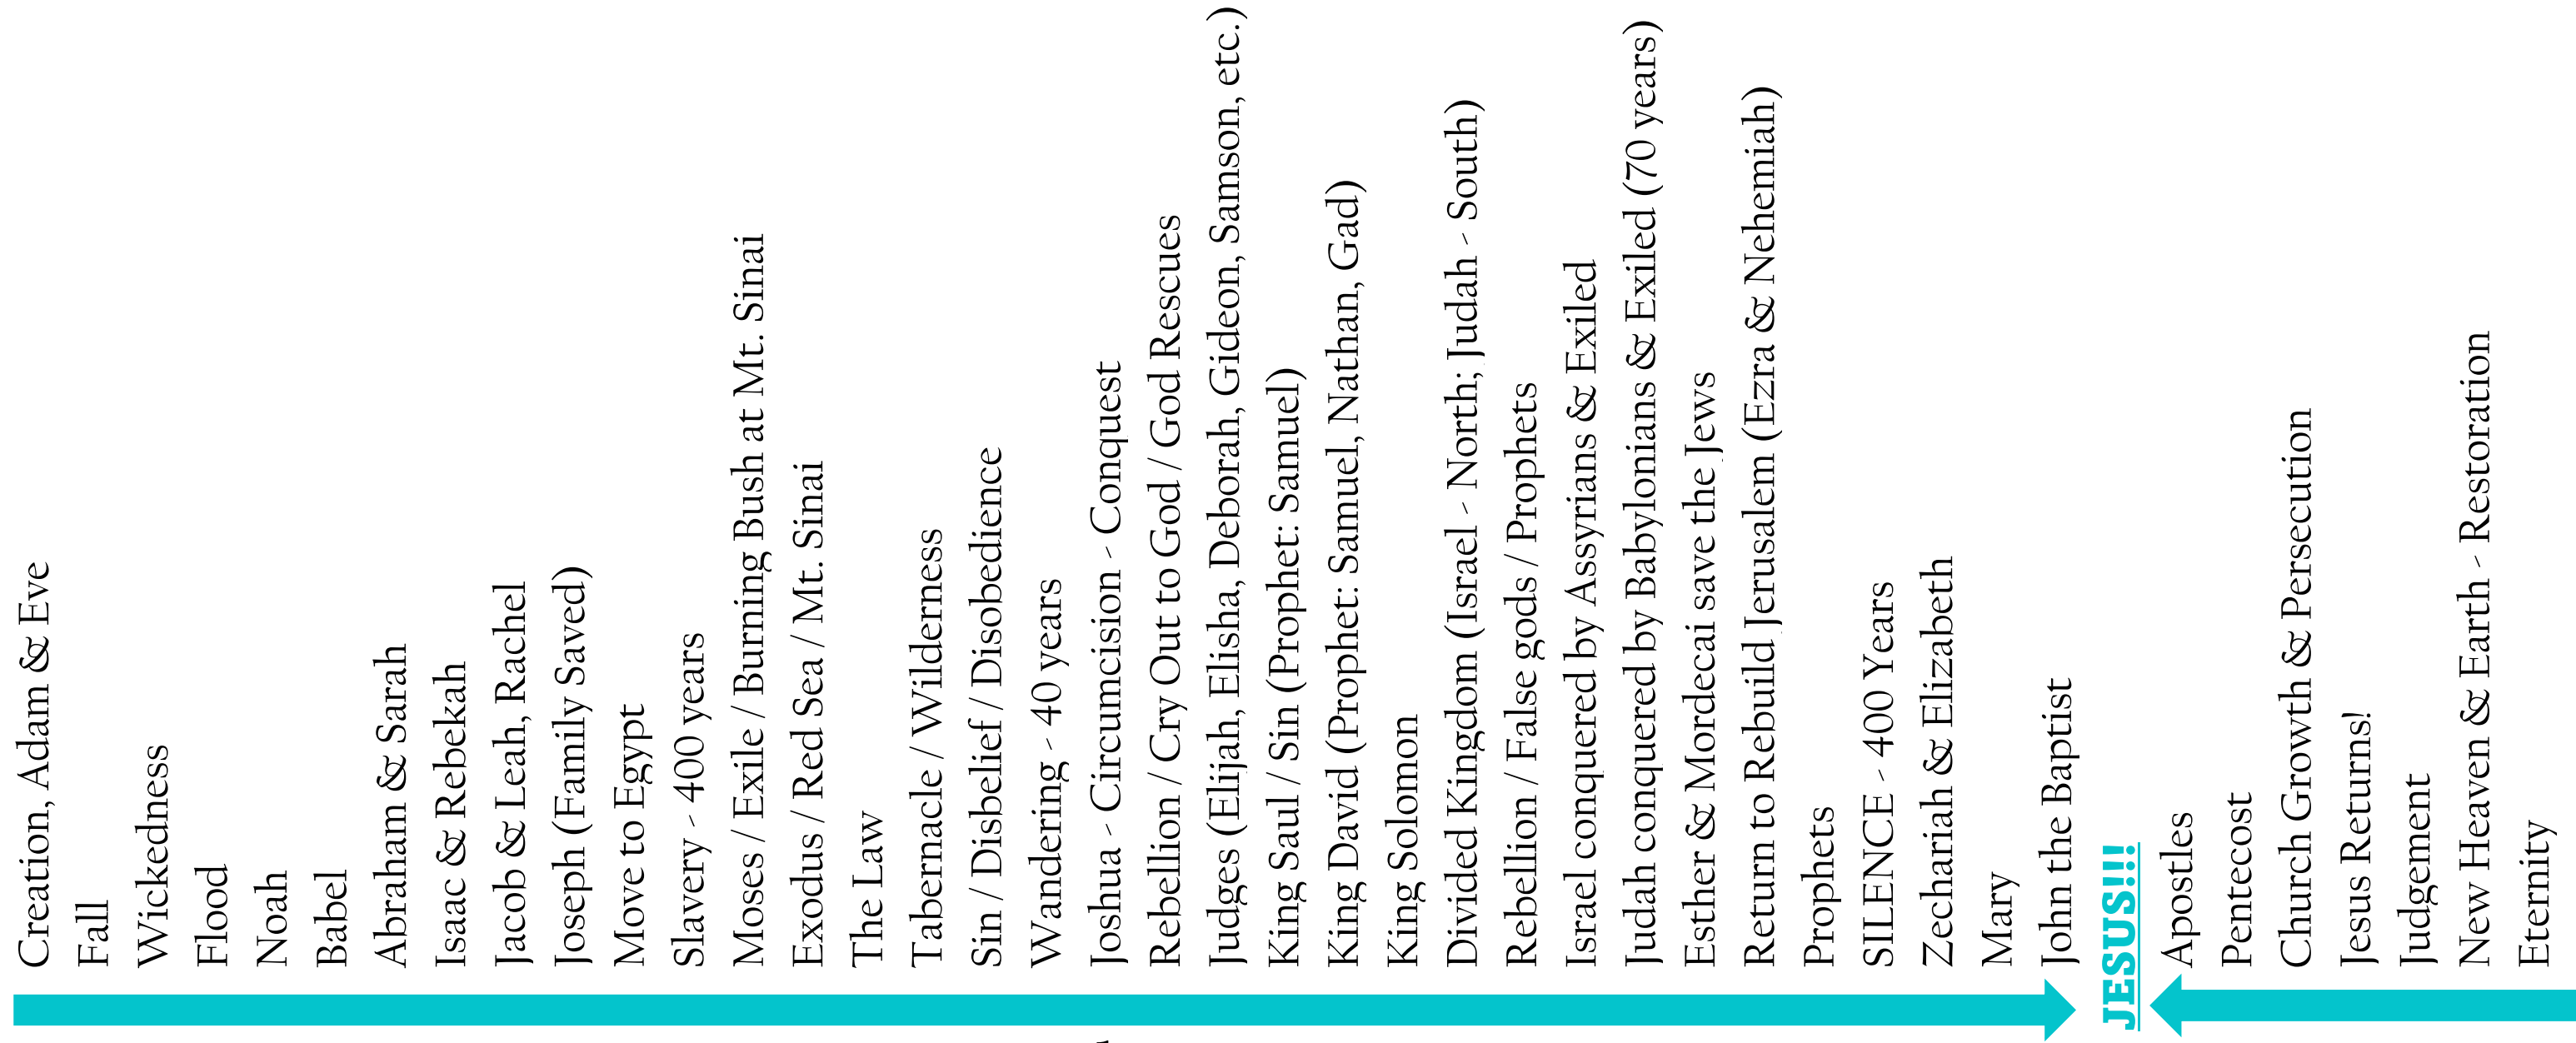 Creation, Adam & Eve
Fall
Wickedness
Flood
Noah
Babel
Abraham & Sarah
Isaac & Rebekah
Jacob & Leah, Rachel
Joseph (Family Saved)
Move to Egypt
Slavery - 400 years
Moses / Exile / Burning Bush at Mt. Sinai
Exodus / Red Sea / Mt. Sinai
The Law
Tabernacle / Wilderness
Sin / Disbelief / Disobedience
Wandering - 40 years
Joshua - Circumcision - Conquest
Rebellion / Cry Out to God / God Rescues
Judges (Elijah, Elisha, Deborah, Gideon, Samson, etc.)
King Saul / Sin (Prophet: Samuel)
King David (Prophet: Samuel, Nathan, Gad)
King Solomon
Divided Kingdom (Israel - North; Judah - South)
Rebellion / False gods / Prophets
Israel conquered by Assyrians & Exiled
Judah conquered by Babylonians & Exiled (70 years)
Esther & Mordecai save the Jews
Return to Rebuild Jerusalem (Ezra & Nehemiah)
Prophets
SILENCE - 400 Years
Zechariah & Elizabeth
Mary
John the Baptist
JESUS!!!
Apostles
Pentecost
Church Growth & Persecution
Jesus Returns!
Judgement
New Heaven & Earth - Restoration
Eternity